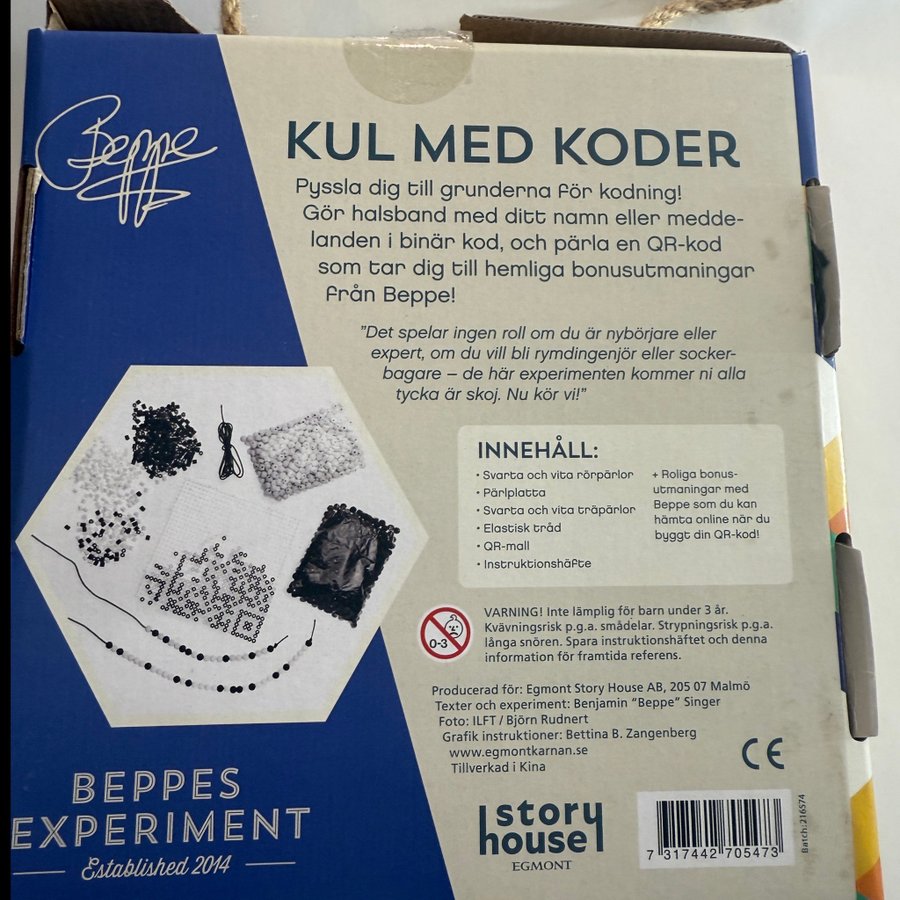 Beppe
KUL MED KODER
Pyssla dig till grunderna för kodning!
Gör halsband med ditt namn eller medde-
landen i binär kod, och pärla en QR-kod
som tar dig till hemliga bonusutmaningar
från Beppe!
"Det spelar ingen roll om du är nybörjare eller
expert, om du vill bli rymdingenjör eller socker-
bagare – de här experimenten kommer ni alla
tycka är skoj. Nu kör vi!"
INNEHÅLL:
• Svarta och vita rörpärlor
• Pärlplatta
• Svarta och vita träpärlor
• Elastisk tråd
• QR-mall
• Instruktionshäfte
+ Roliga bonus-
utmaningar med
Beppe som du kan
hämta online när du
byggt din QR-kod!
0-3
VARNING! Inte lämplig för barn under 3 år.
Kvävningsrisk p.g.a. smådelar. Strypningsrisk p.g.a.
långa snören. Spara instruktionshäftet och denna
information för framtida referens.
Producerad för: Egmont Story House AB, 205 07 Malmö
Texter och experiment: Benjamin "Beppe" Singer
Foto: ILFT / Björn Rudnert
Grafik instruktioner: Bettina B. Zangenberg
www.egmontkarnan.se
Tillverkad i Kina
CE
BEPPES
EXPERIMENT
Established 2014
story
house
EGMONT
7 317442 705473
Batch: 216574